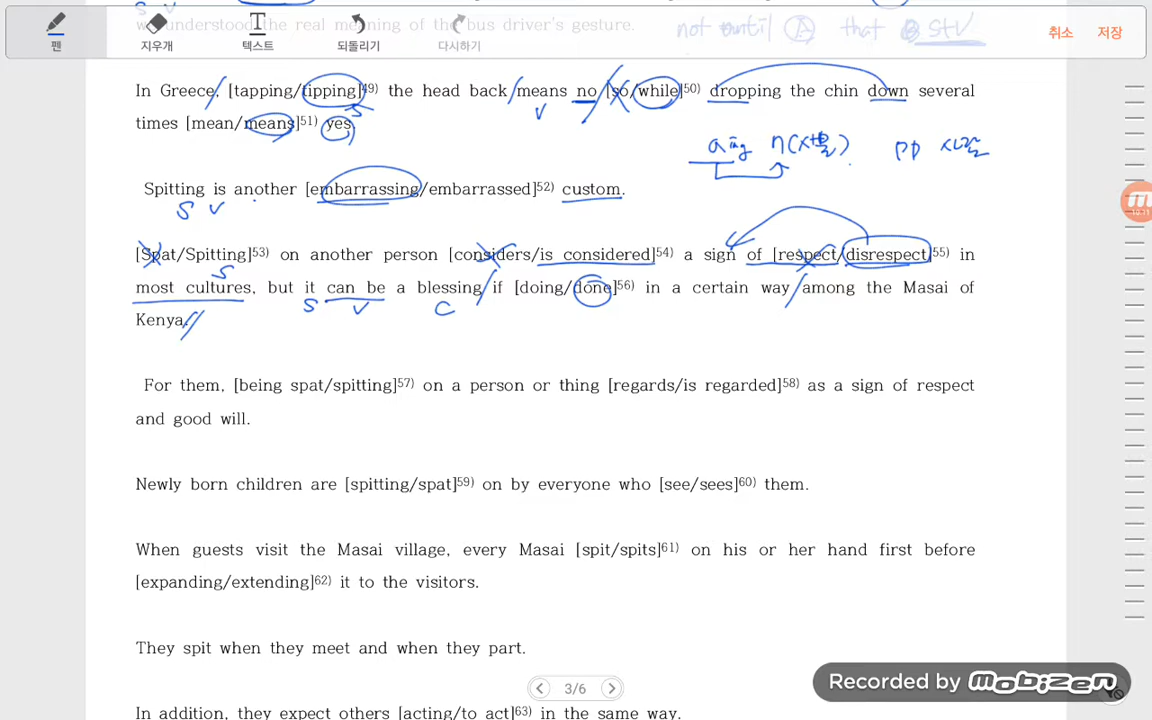 S V
we understood the real meaning of the bus driver's gesture.
not until Ⓐ that Ⓑ S+V
펜
지우개
텍스트
되돌리기
다시하기
취소
저장
In Greece, [tapping/tipping]49) the head back means no [so/while]50) dropping the chin down several
V
S
times [mean/means]51) yes.
a ing n(사물) pp 사람
Spitting is another [embarrassing/embarrassed]52) custom.
S V
[Spat/Spitting]53) on another person [considers/is considered]54) a sign of [respect/disrespect]55) in
S
most cultures, but it can be a blessing if [doing/done]56) in a certain way among the Masai of
S V C
Kenya.
For them, [being spat/spitting]57) on a person or thing [regards/is regarded]58) as a sign of respect
and good will.
Newly born children are [spitting/spat]59) on by everyone who [see/sees]60) them.
When guests visit the Masai village, every Masai [spit/spits]61) on his or her hand first before
[expanding/extending]62) it to the visitors.
They spit when they meet and when they part.
3/6
Recorded by mobizen
In addition, they expect others [acting/to act]63) in the same way.